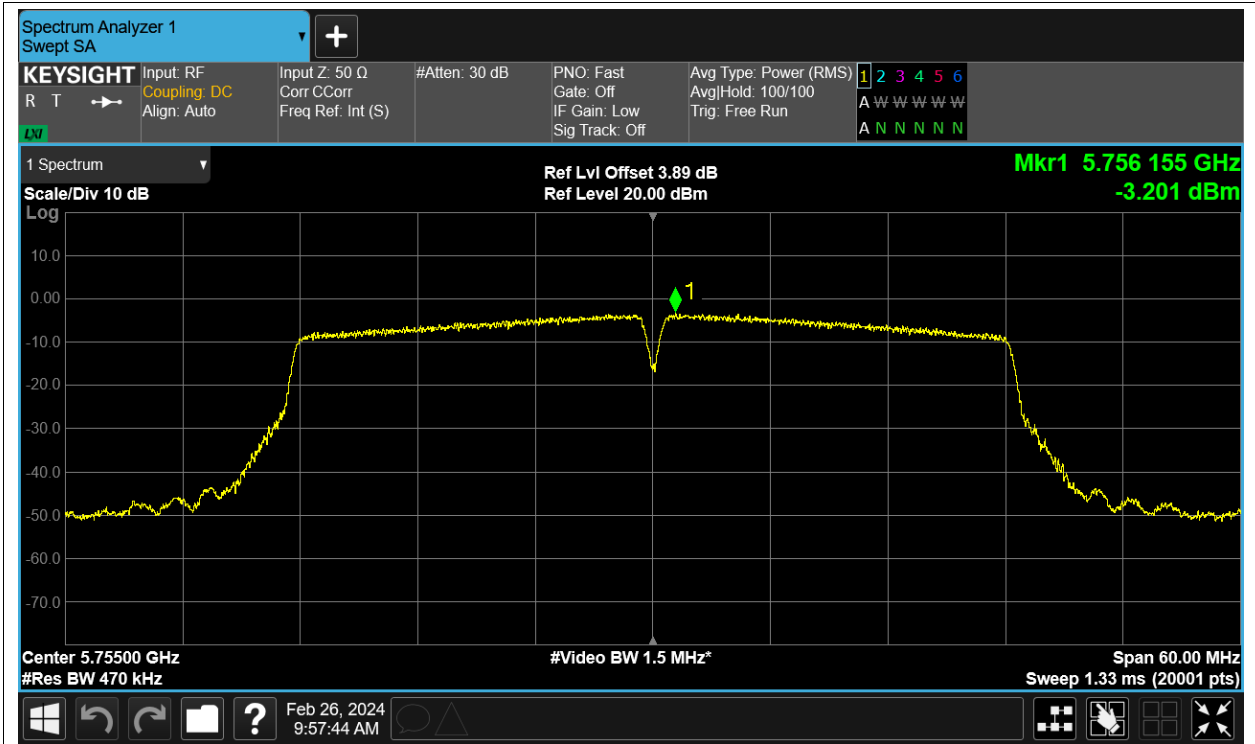 Spectrum Analyzer 1
Swept SA
KEYSIGHT
R T
LXI
Input: RF
Coupling: DC
Align: Auto
Input Z: 50 Ω
Corr CCorr
Freq Ref: Int (S)
#Atten: 30 dB
PNO: Fast
Gate: Off
IF Gain: Low
Sig Track: Off
Avg Type: Power (RMS)
Avg|Hold: 100/100
Trig: Free Run
1 2 3 4 5 6
A W W W W W
A N N N N N
1 Spectrum
Scale/Div 10 dB
Log
Ref Lvl Offset 3.89 dB
Ref Level 20.00 dBm
Mkr1 5.756 155 GHz
-3.201 dBm
10.0
0.00
1
-10.0
-20.0
-30.0
-40.0
-50.0
-60.0
-70.0
Center 5.75500 GHz
#Res BW 470 kHz
#Video BW 1.5 MHz*
Span 60.00 MHz
Sweep 1.33 ms (20001 pts)
?
Feb 26, 2024
9:57:44 AM